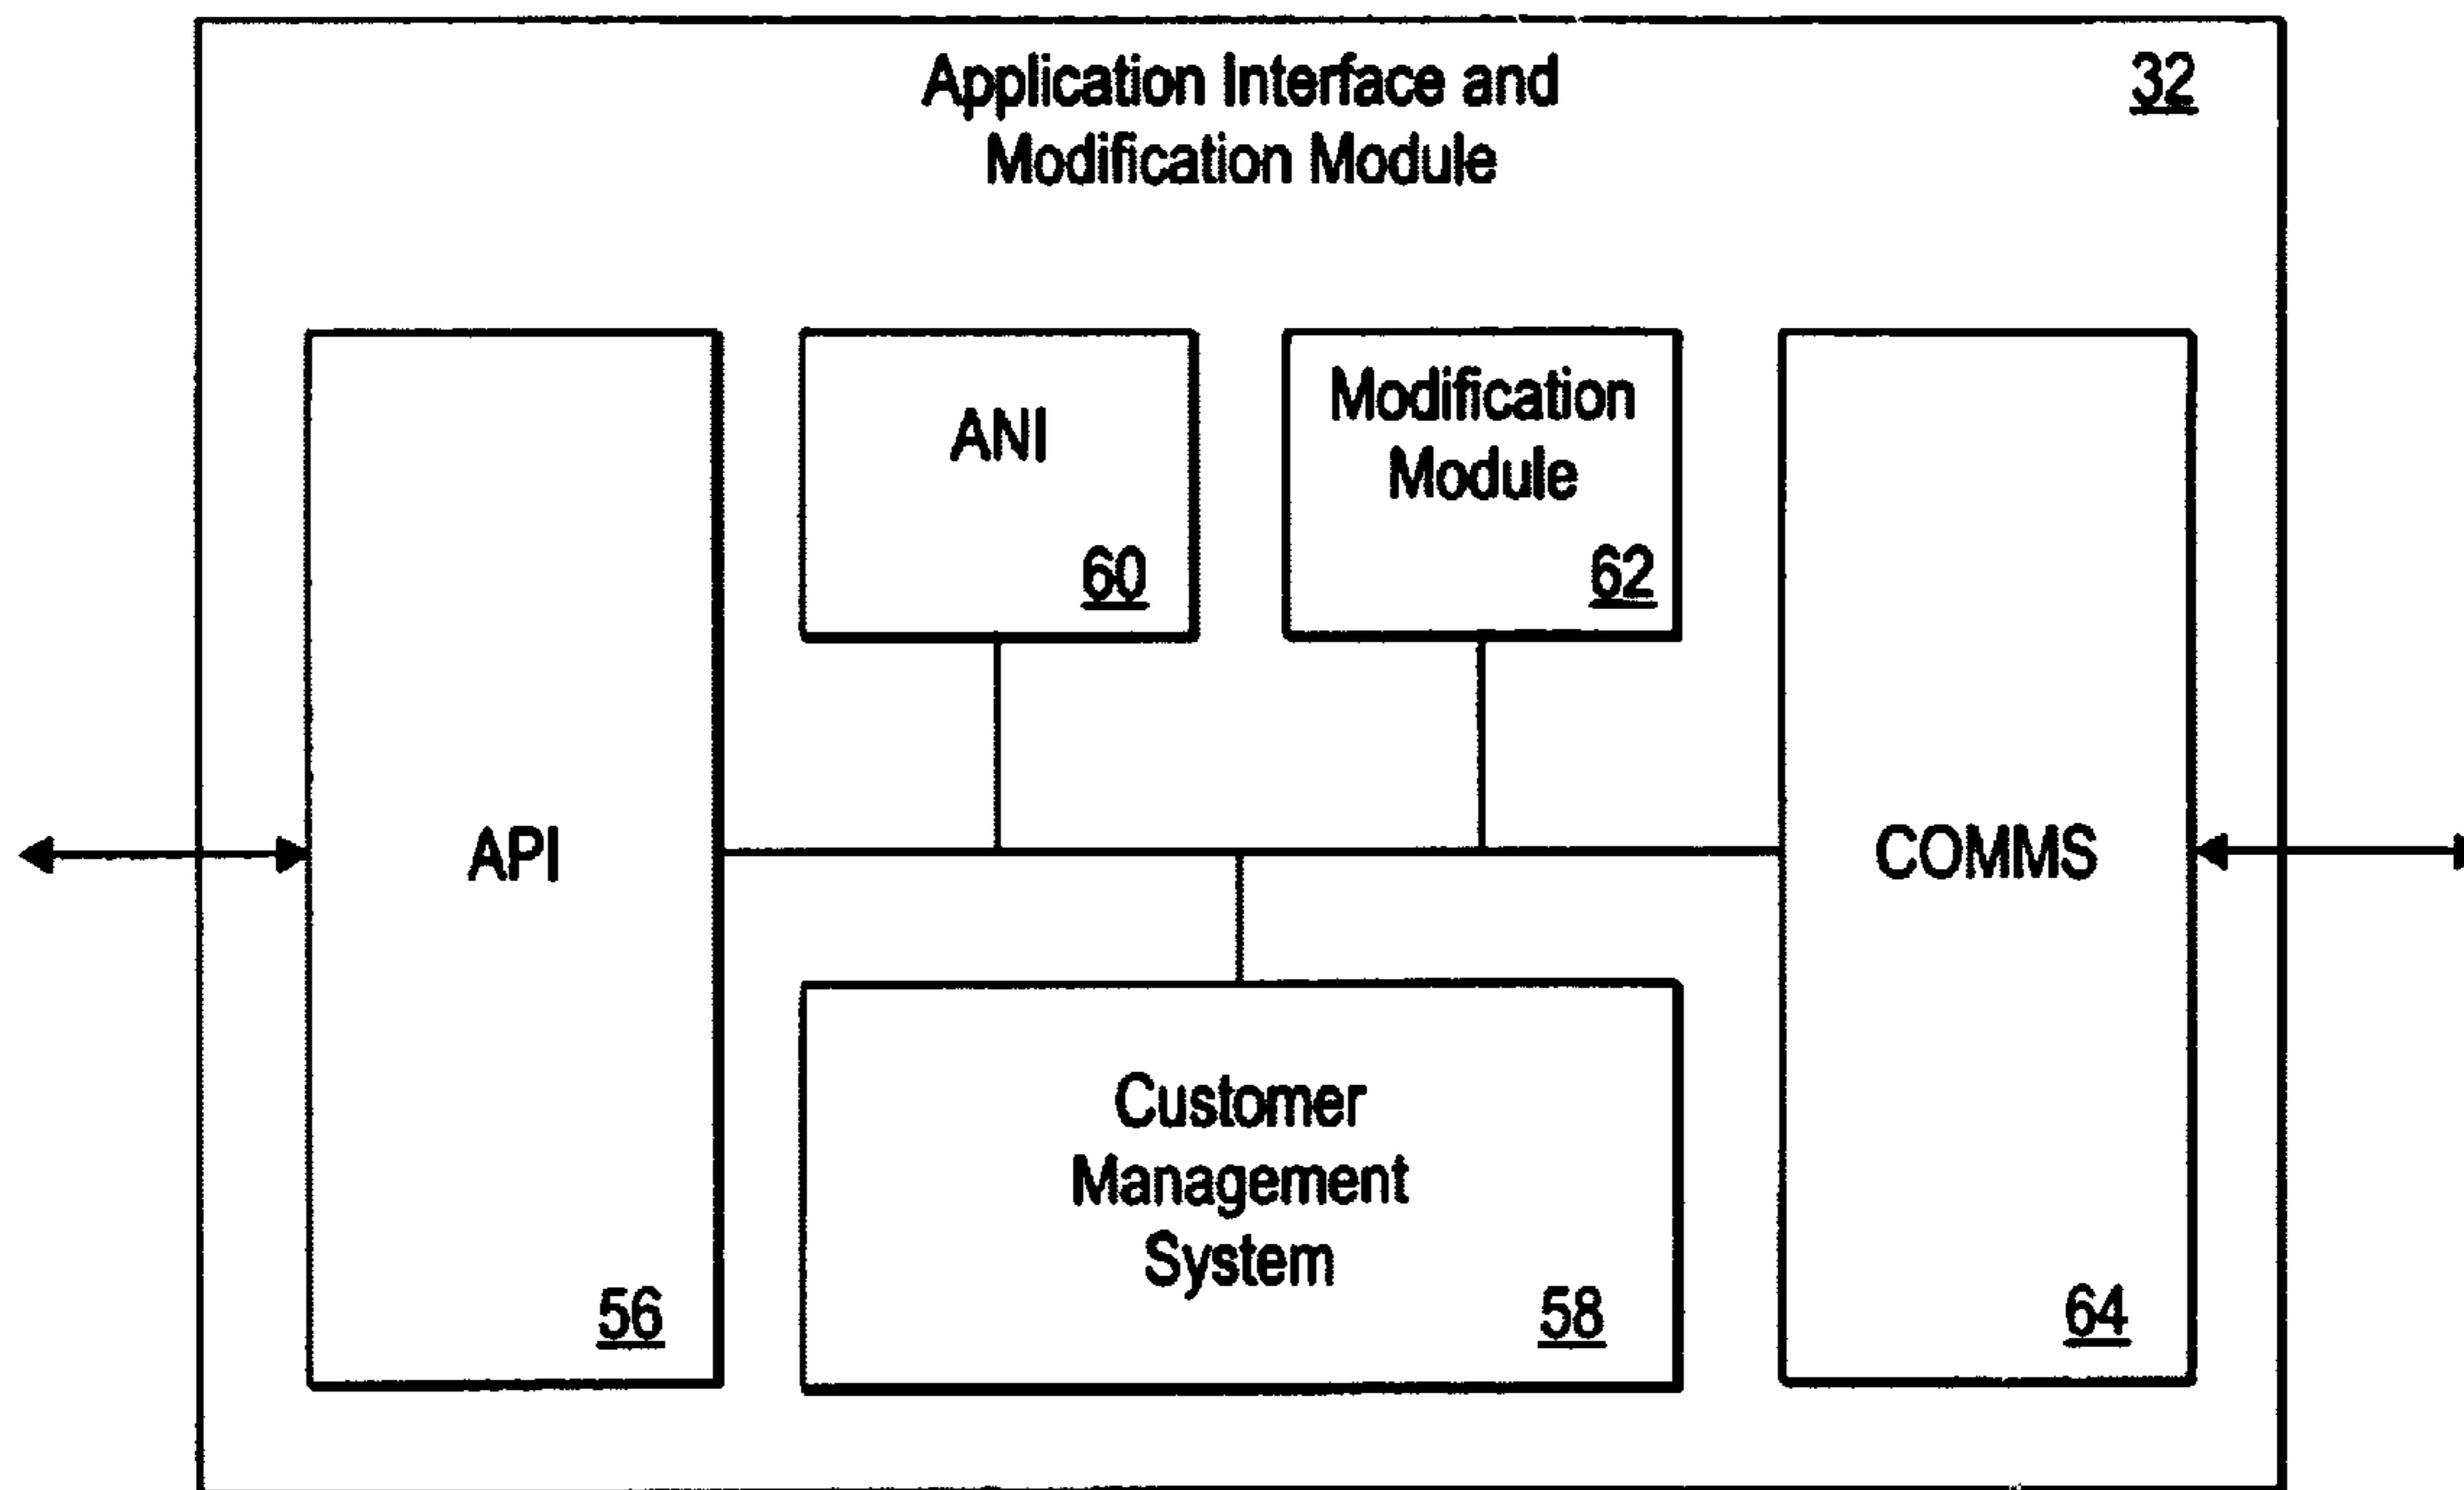 Application Interface and
Modification Module
32
ANI
60
Modification
Module
62
API
56
COMMS
64
Customer
Management
System
58